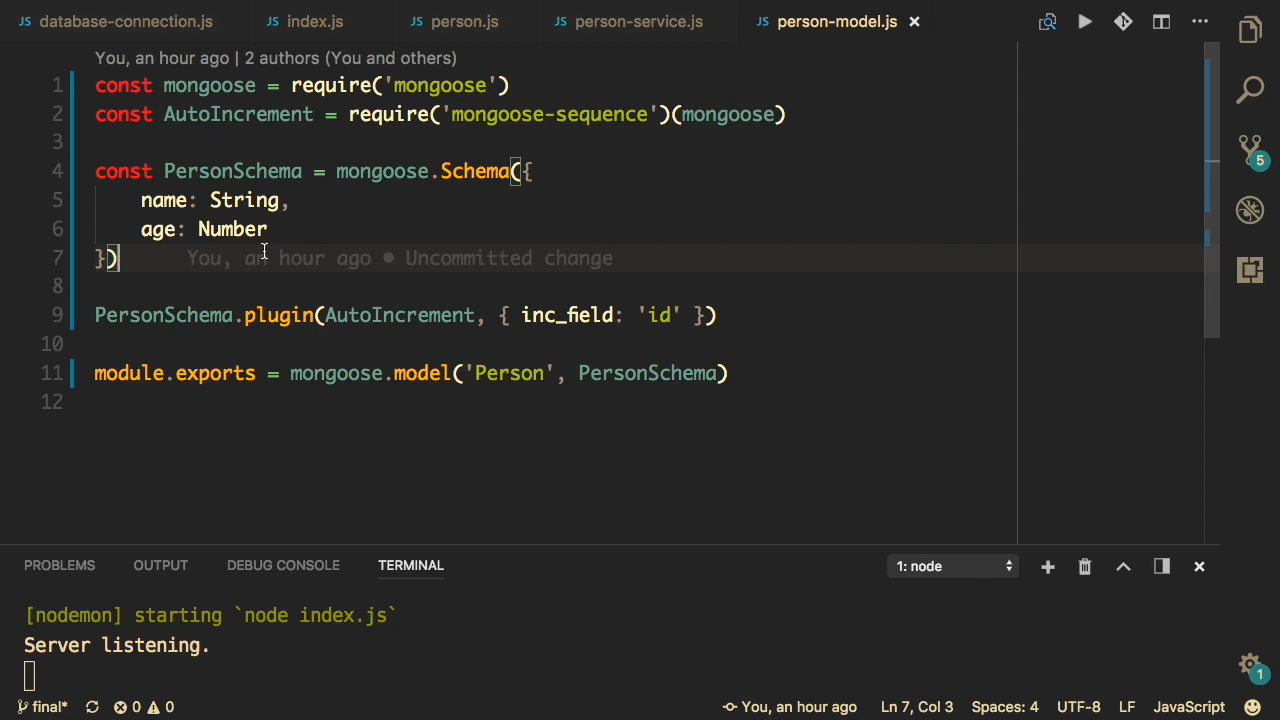 JS database-connection.js JS index.js JS person.js JS person-service.js JS person-model.js
You, an hour ago | 2 authors (You and others)
1 const mongoose = require('mongoose')
2 const AutoIncrement = require('mongoose-sequence')(mongoose)
3
4 const PersonSchema = mongoose.Schema({
5 name: String,
6 age: Number
7 }) You, an hour ago ● Uncommitted change
8
9 PersonSchema.plugin(AutoIncrement, { inc_field: 'id' })
10
11 module.exports = mongoose.model('Person', PersonSchema)
12
5
1
PROBLEMS OUTPUT DEBUG CONSOLE TERMINAL 1: node
[nodemon] starting `node index.js`
Server listening.
final* 0 0 You, an hour ago Ln 7, Col 3 Spaces: 4 UTF-8 LF JavaScript